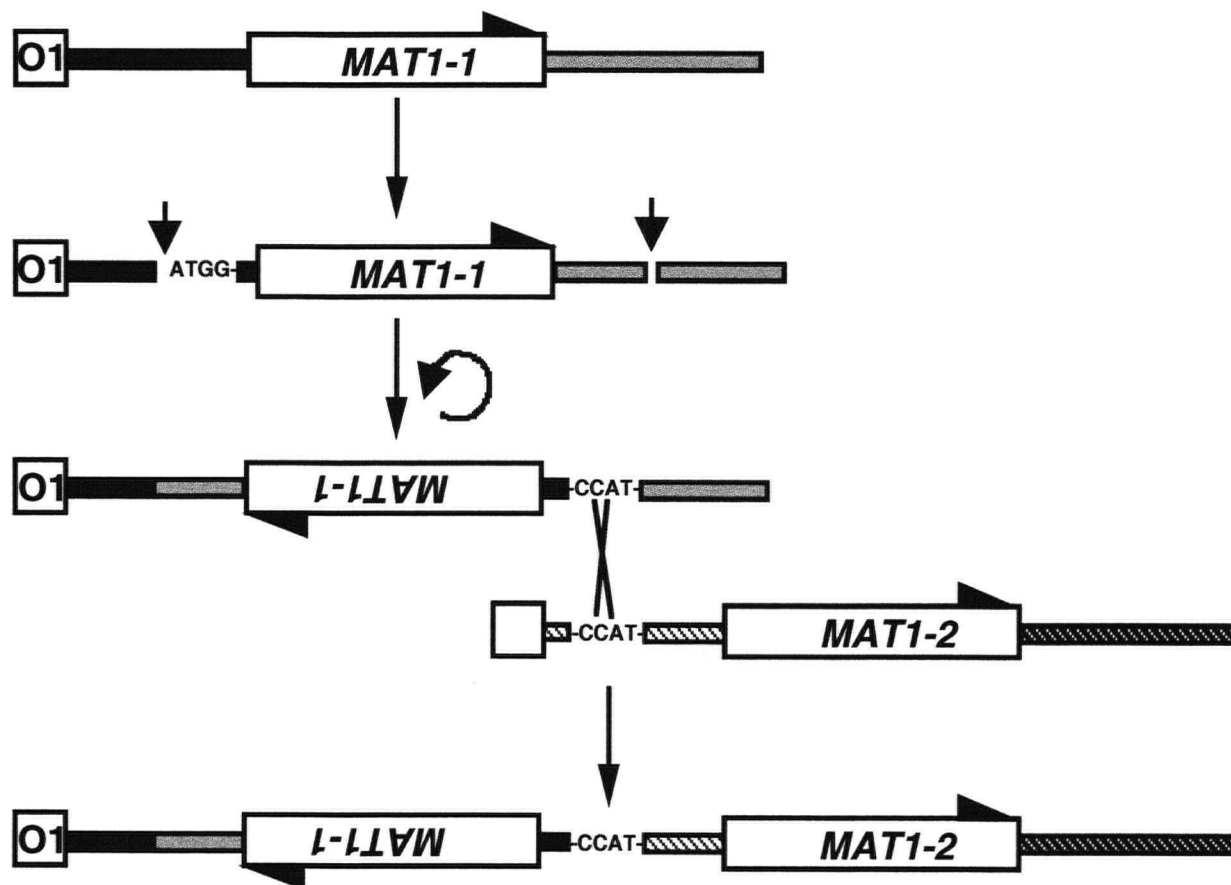 O1 MAT1-1
O1 ATGG- MAT1-1
O1 MAT1-1 -CCAT-
-CCAT- MAT1-2
O1 MAT1-1 -CCAT- MAT1-2